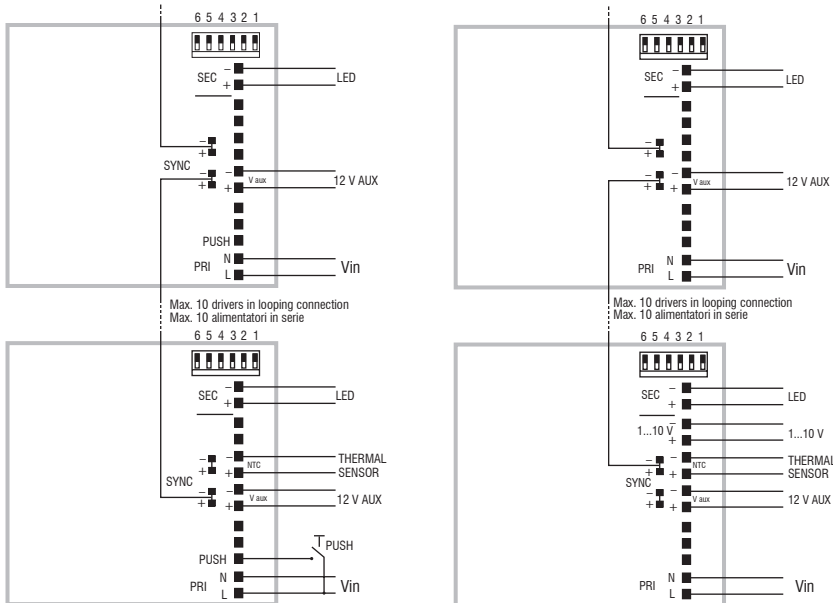 6 5 4 3 2 1
SEC
−
+
LED
−
+
SYNC
−
+
−
+
V aux
12 V AUX
PUSH
PRI
N
L
Vin
Max. 10 drivers in looping connection
Max. 10 alimentatori in serie
6 5 4 3 2 1
SEC
−
+
LED
−
+
−
+
NTC
THERMAL
SENSOR
SYNC
−
+
−
+
V aux
12 V AUX
PUSH
PUSH
PRI
N
L
Vin
6 5 4 3 2 1
SEC
−
+
LED
−
+
−
+
−
+
V aux
12 V AUX
PRI
N
L
Vin
Max. 10 drivers in looping connection
Max. 10 alimentatori in serie
6 5 4 3 2 1
SEC
−
+
LED
1...10 V
−
+
1...10 V
−
+
−
+
NTC
THERMAL
SENSOR
SYNC
−
+
−
+
V aux
12 V AUX
PRI
N
L
Vin